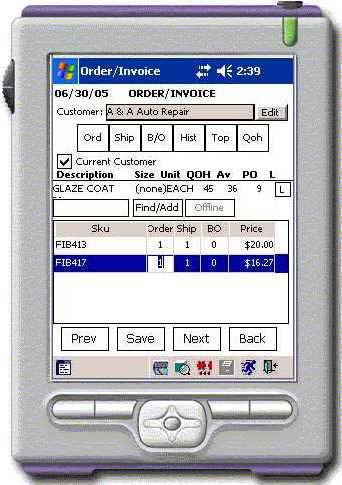 Order/Invoice 2:39
06/30/05 ORDER/INVOICE
Customer: A & A Auto Repair Edit
Ord Ship B/O Hist Top Qoh
Current Customer
Description Size Unit QOH Av PO L
GLAZE COAT (none)EACH 45 36 9 L
Find/Add Offline
Sku Order Ship BO Price
FIB413 1 1 0 $20.00
FIB417 1 1 0 $16.27
Prev Save Next Back